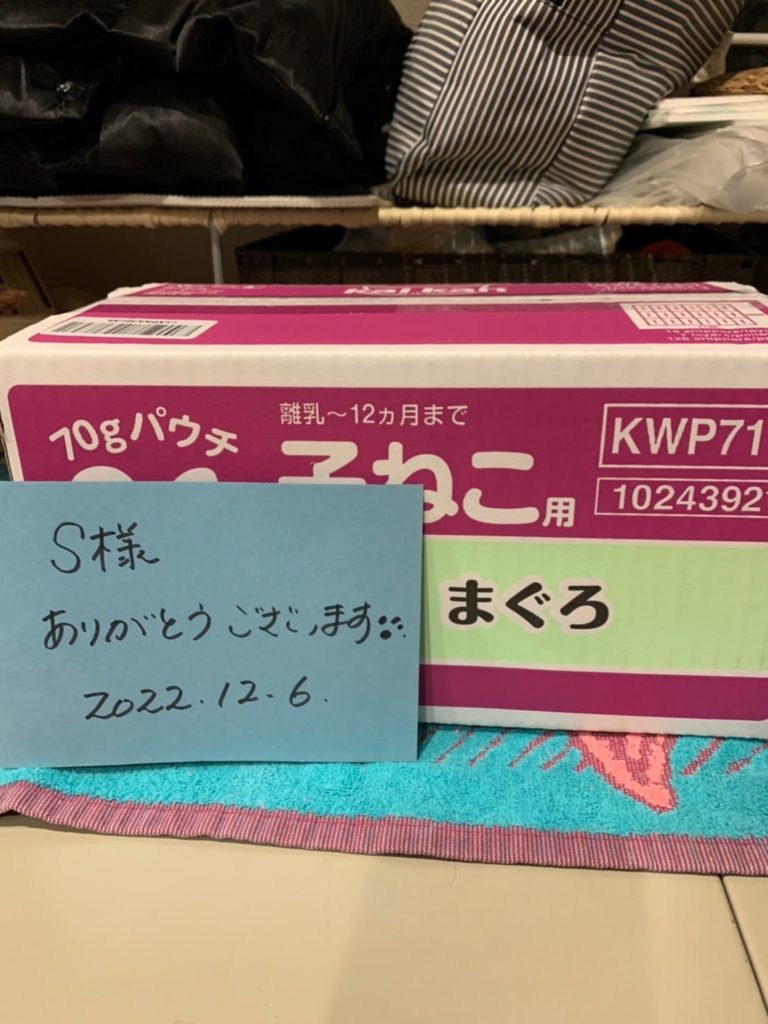 kal kan
70gパウチ
離乳～12ヵ月まで
子ねこ用
KWP71
1024392
まぐろ
S様
ありがとうございます
2022.12.6.